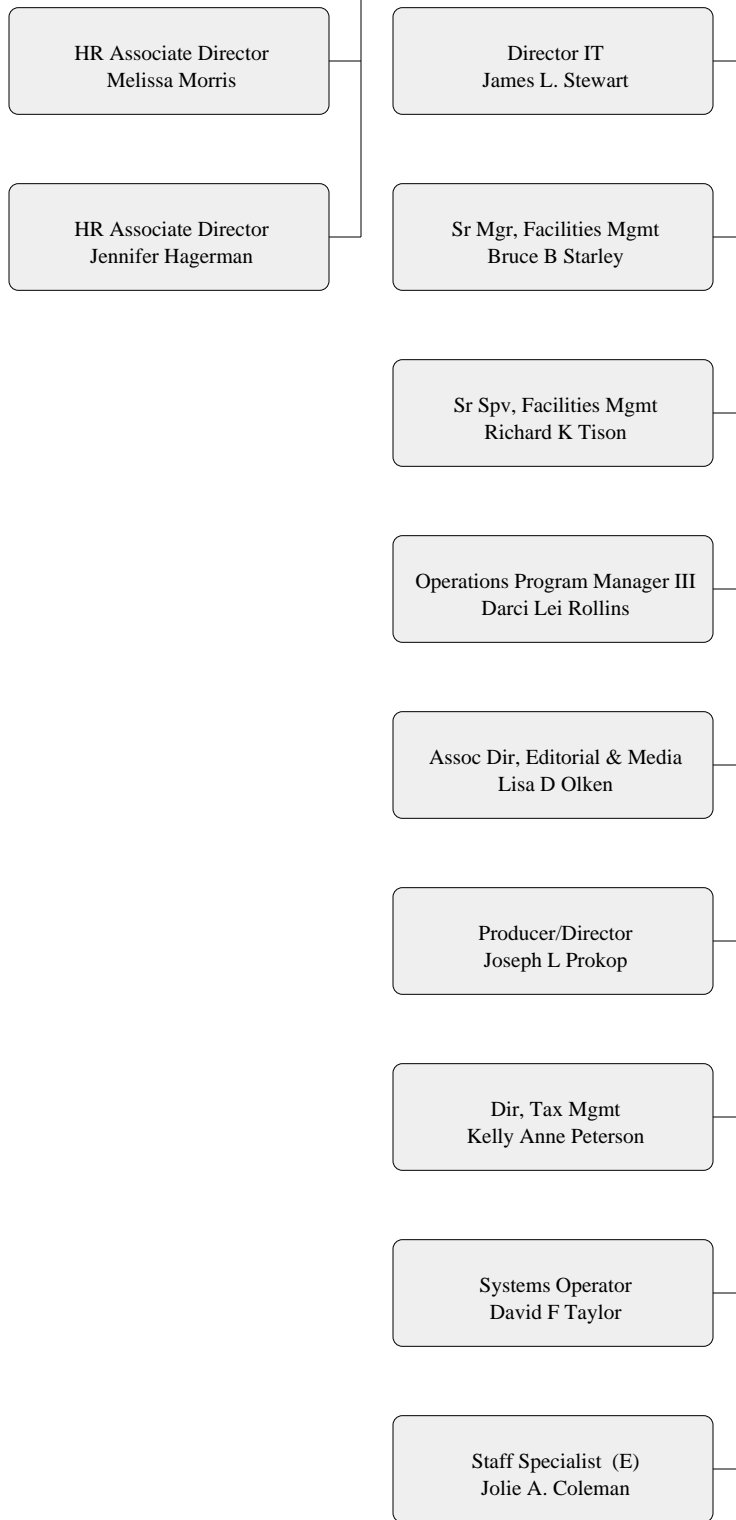 HR Associate Director
Melissa Morris
HR Associate Director
Jennifer Hagerman
Director IT
James L. Stewart
Sr Mgr, Facilities Mgmt
Bruce B Starley
Sr Spv, Facilities Mgmt
Richard K Tison
Operations Program Manager III
Darci Lei Rollins
Assoc Dir, Editorial & Media
Lisa D Olken
Producer/Director
Joseph L Prokop
Dir, Tax Mgmt
Kelly Anne Peterson
Systems Operator
David F Taylor
Staff Specialist  (E)
Jolie A. Coleman